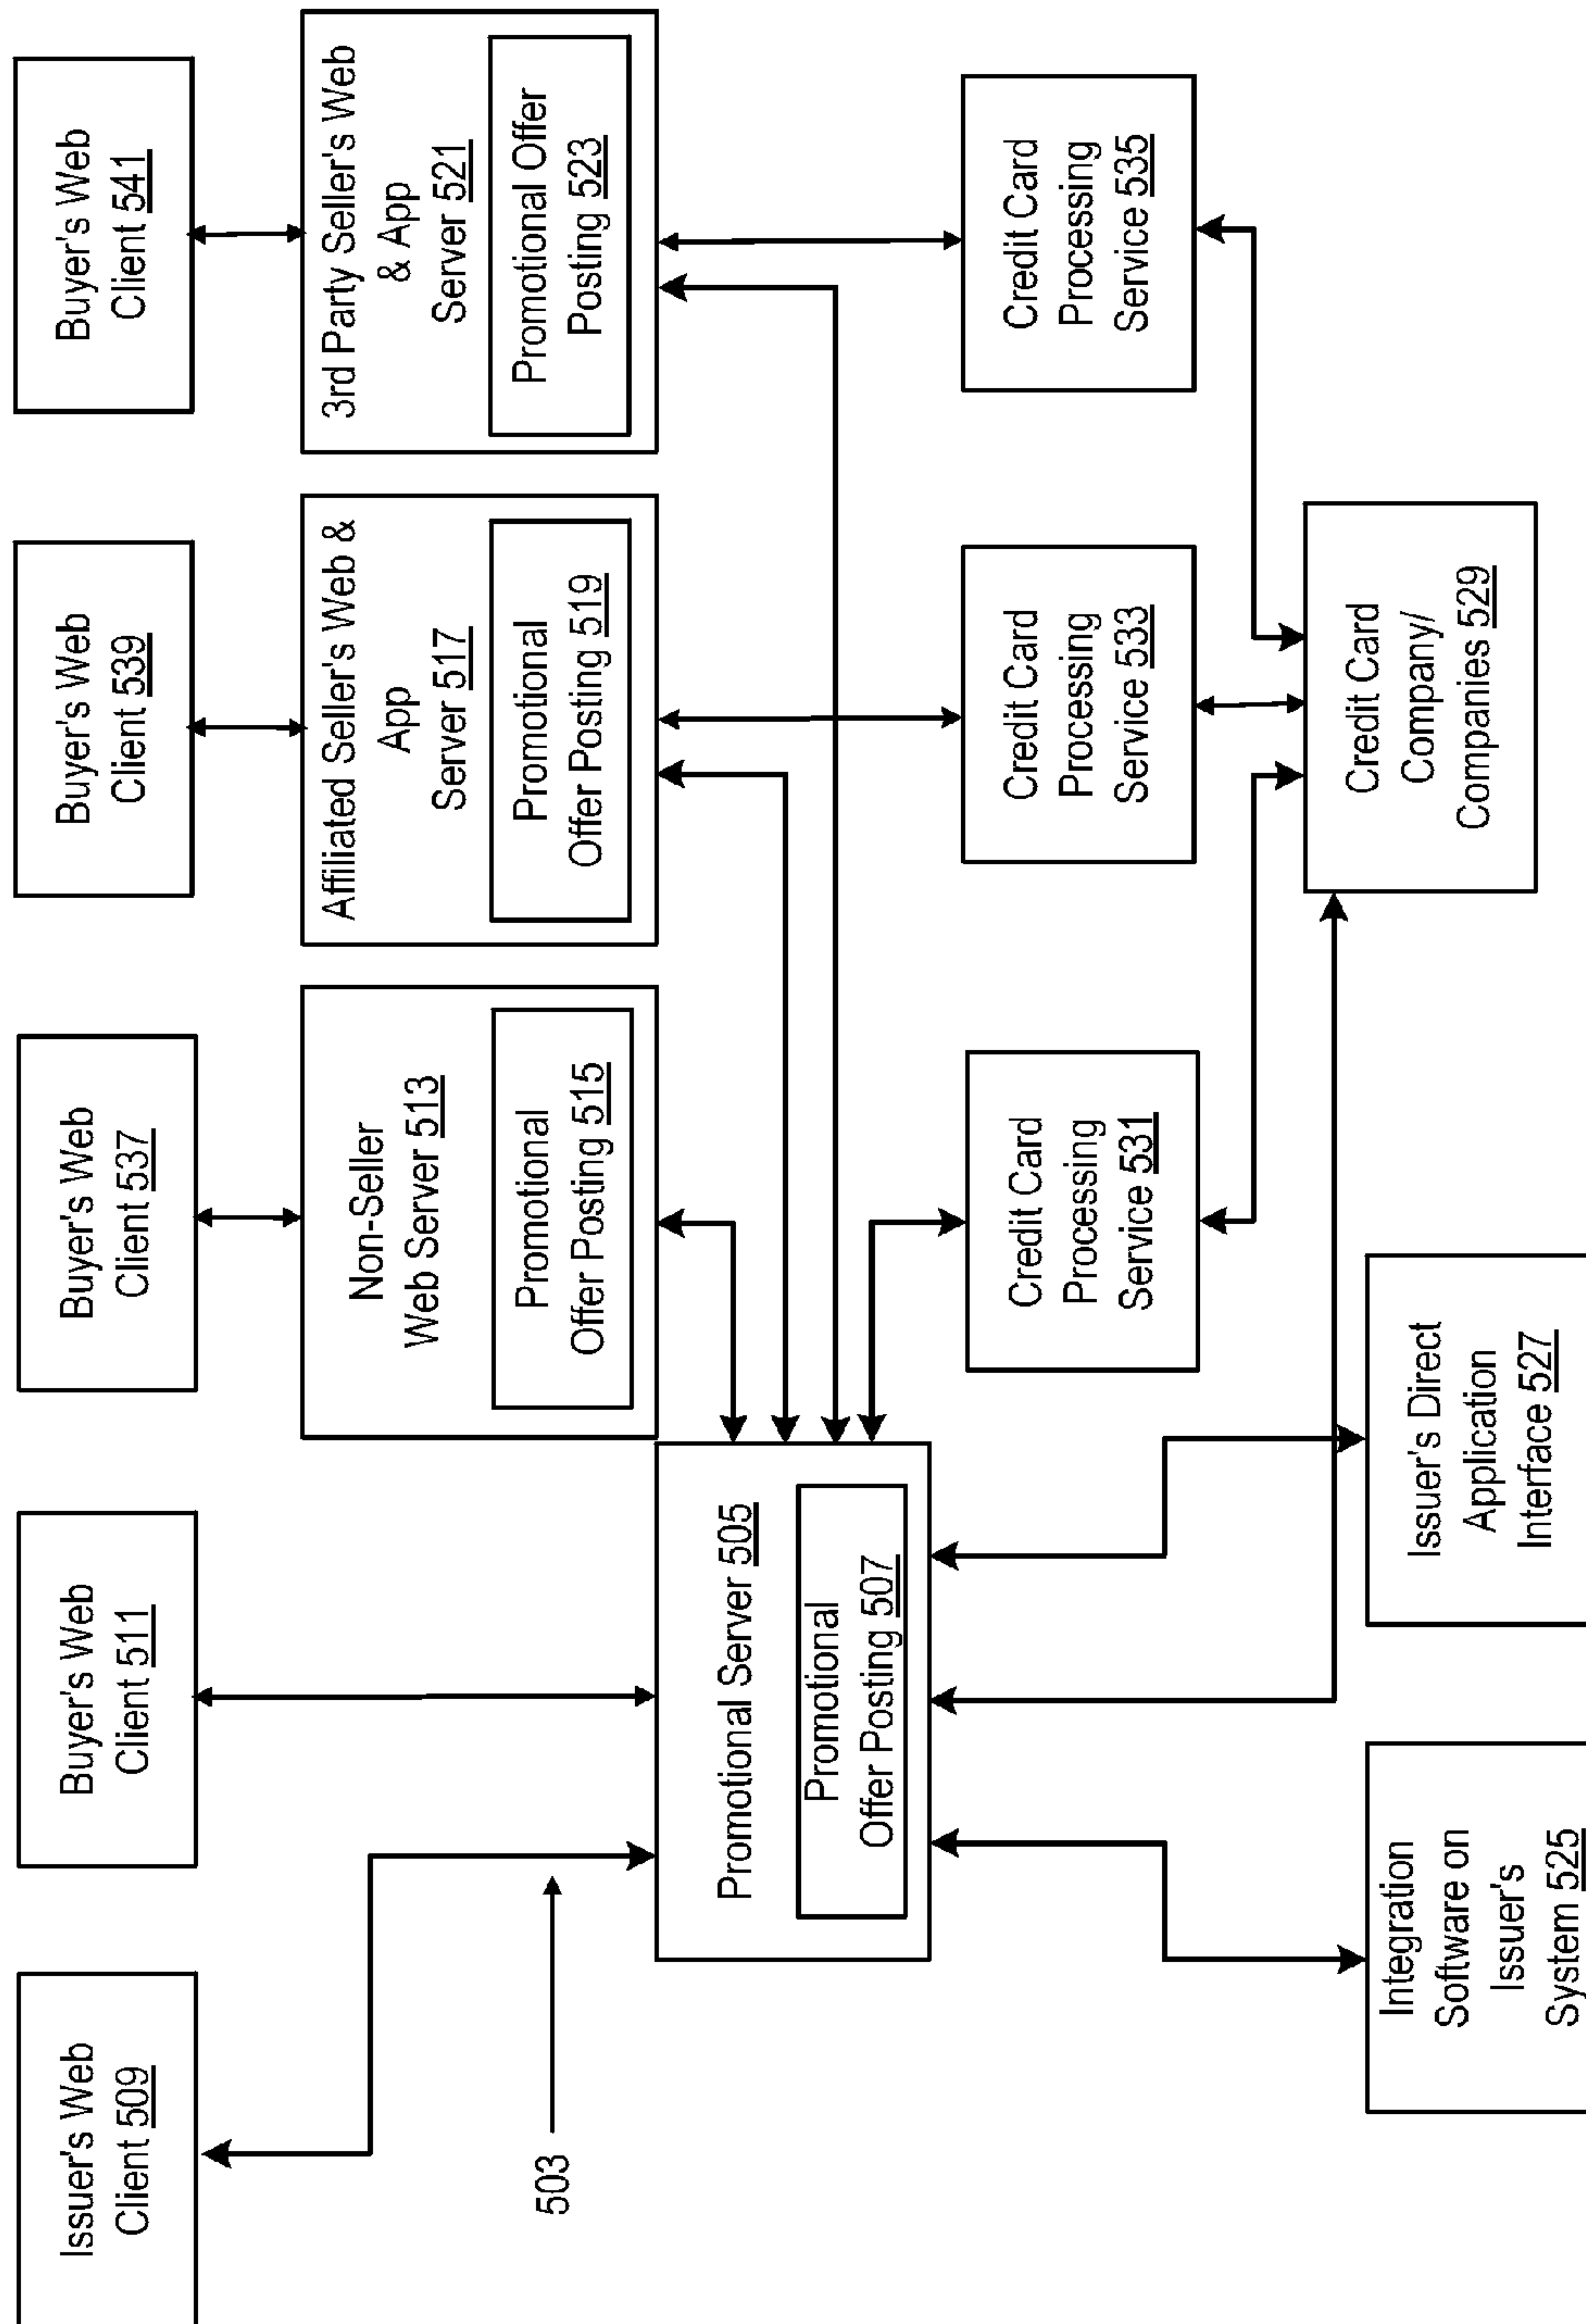 Issuer's Web
Client 509
Buyer's Web
Client 511
Buyer's Web
Client 537
Buyer's Web
Client 539
Buyer's Web
Client 541
Non-Seller
Web Server 513
Promotional
Offer Posting 515
Affiliated Seller's Web &
App
Server 517
Promotional
Offer Posting 519
3rd Party Seller's Web
& App
Server 521
Promotional Offer
Posting 523
503
Promotional Server 505
Promotional
Offer Posting 507
Credit Card
Processing
Service 531
Credit Card
Processing
Service 533
Credit Card
Processing
Service 535
Integration
Software on
Issuer's
System 525
Issuer's Direct
Application
Interface 527
Credit Card
Company/
Companies 529